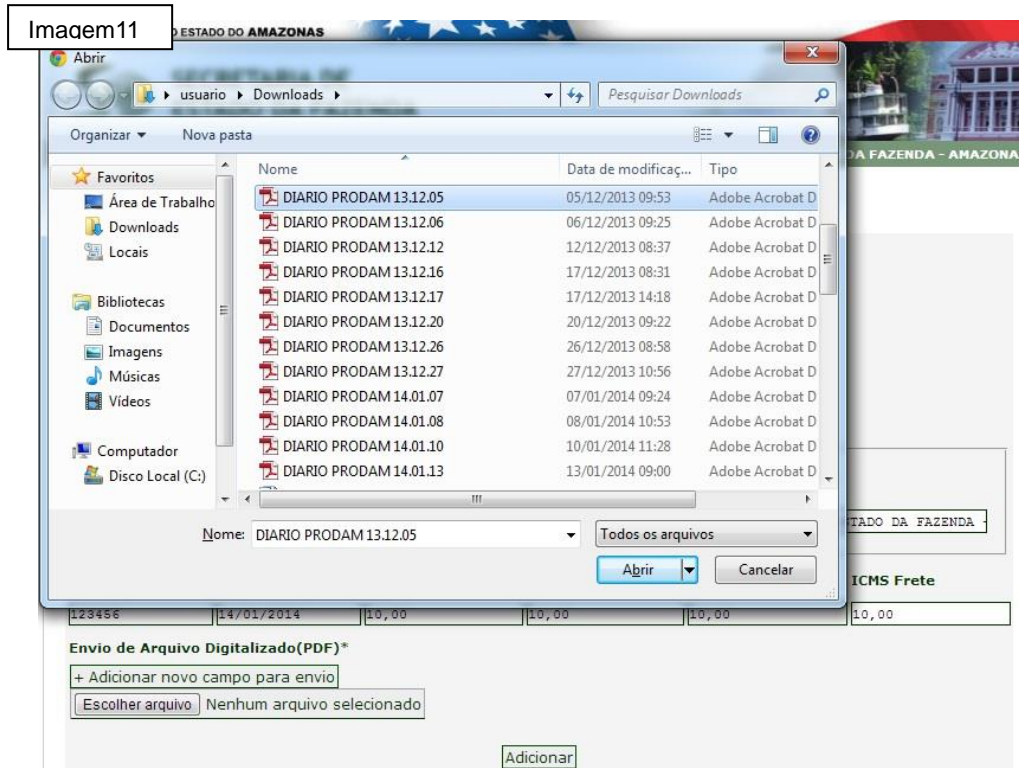 Imagem11
O ESTADO DO AMAZONAS
Abrir
SECRETARIA DE
ESTADO DA FAZENDA
usuario Downloads
Pesquisar Downloads
DA FAZENDA - AMAZONA
Organizar Nova pasta
Nome Data de modificaç... Tipo
Favoritos
Área de Trabalho
Downloads
Locais
Bibliotecas
Documentos
Imagens
Músicas
Vídeos
Computador
Disco Local (C:)
DIARIO PRODAM 13.12.05 05/12/2013 09:53 Adobe Acrobat D
DIARIO PRODAM 13.12.06 06/12/2013 09:25 Adobe Acrobat D
DIARIO PRODAM 13.12.12 12/12/2013 08:37 Adobe Acrobat D
DIARIO PRODAM 13.12.16 17/12/2013 08:31 Adobe Acrobat D
DIARIO PRODAM 13.12.17 17/12/2013 14:18 Adobe Acrobat D
DIARIO PRODAM 13.12.20 20/12/2013 09:22 Adobe Acrobat D
DIARIO PRODAM 13.12.26 26/12/2013 08:58 Adobe Acrobat D
DIARIO PRODAM 13.12.27 27/12/2013 10:56 Adobe Acrobat D
DIARIO PRODAM 14.01.07 07/01/2014 09:24 Adobe Acrobat D
DIARIO PRODAM 14.01.08 08/01/2014 10:53 Adobe Acrobat D
DIARIO PRODAM 14.01.10 10/01/2014 11:28 Adobe Acrobat D
DIARIO PRODAM 14.01.13 13/01/2014 09:00 Adobe Acrobat D
Nome: DIARIO PRODAM 13.12.05 Todos os arquivos
TADO DA FAZENDA -
Abrir Cancelar
ICMS Frete
123456 14/01/2014 10,00 10,00 10,00 10,00
Envio de Arquivo Digitalizado(PDF)*
+ Adicionar novo campo para envio
Escolher arquivo Nenhum arquivo selecionado
Adicionar